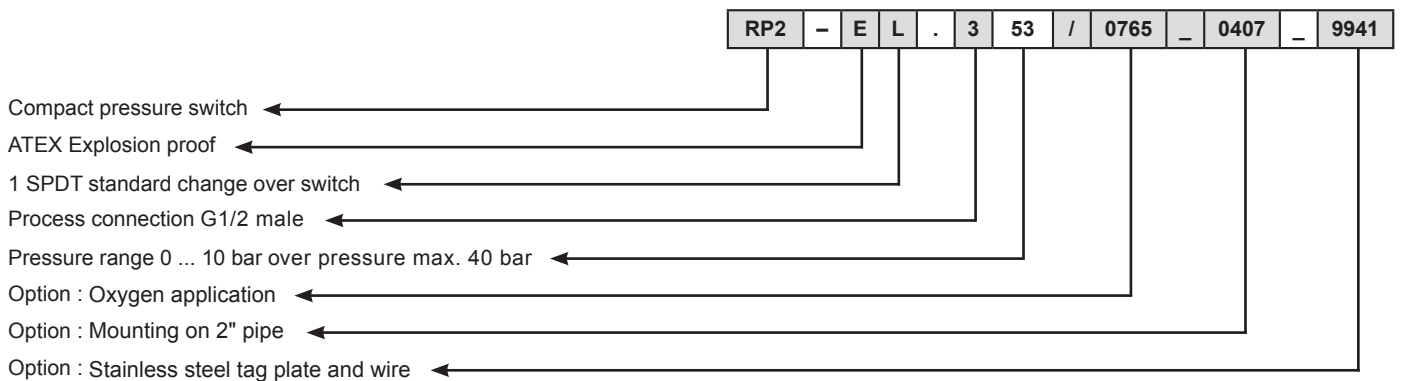 RP2 – E L . 3 53 / 0765 _ 0407 _ 9941
Compact pressure switch
ATEX Explosion proof
1 SPDT standard change over switch
Process connection G1/2 male
Pressure range 0 ... 10 bar over pressure max. 40 bar
Option : Oxygen application
Option : Mounting on 2" pipe
Option : Stainless steel tag plate and wire